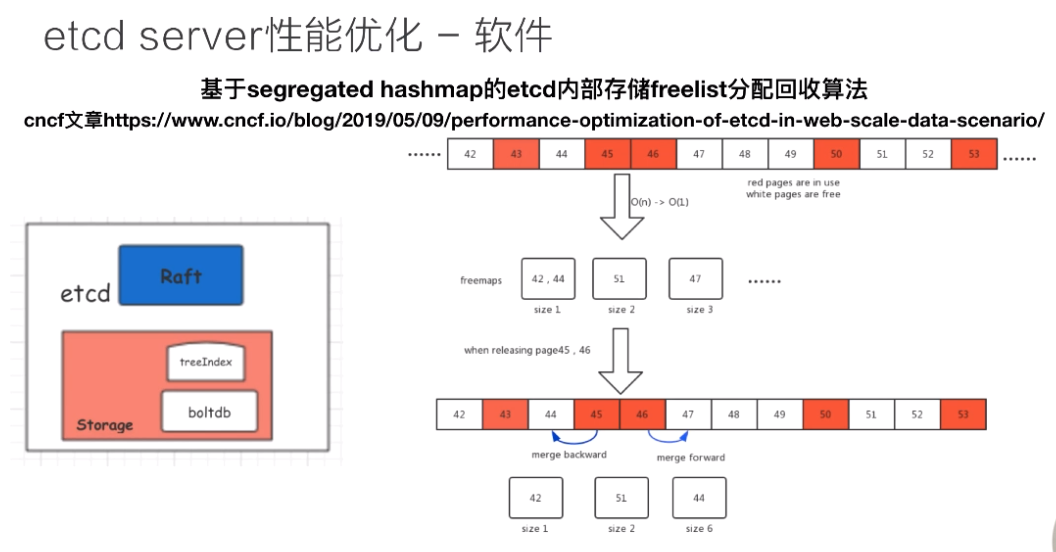 etcd server性能优化 – 软件
基于segregated hashmap的etcd内部存储freelist分配回收算法
cncf文章https://www.cncf.io/blog/2019/05/09/performance-optimization-of-etcd-in-web-scale-data-scenario/
...... 42 43 44 45 46 47 48 49 50 51 52 53 ......
red pages are in use
white pages are free
O(n) -> O(1)
Raft
etcd
treeIndex
boltdb
Storage
freemaps 42 , 44 51 47 ......
size 1 size 2 size 3
when releasing page45 , 46
42 43 44 45 46 47 48 49 50 51 52 53
merge backward merge forward
42 51 44
size 1 size 2 size 6